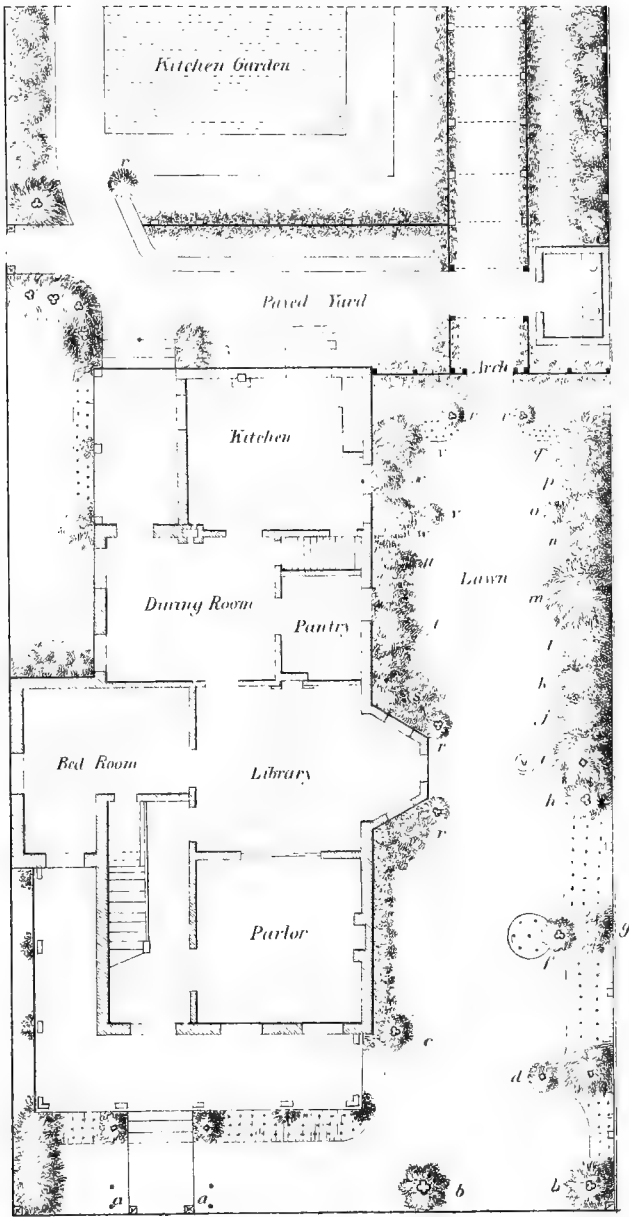 Kitchen Garden
r
Paved Yard
Arch
v v
Kitchen
v q
p
v o
w
n
u
Lawn
Dining Room
m
Pantry
t
l
k
j
r
Bed Room
Library
i
h
r
Parlor
g
f
c
d
a a b b